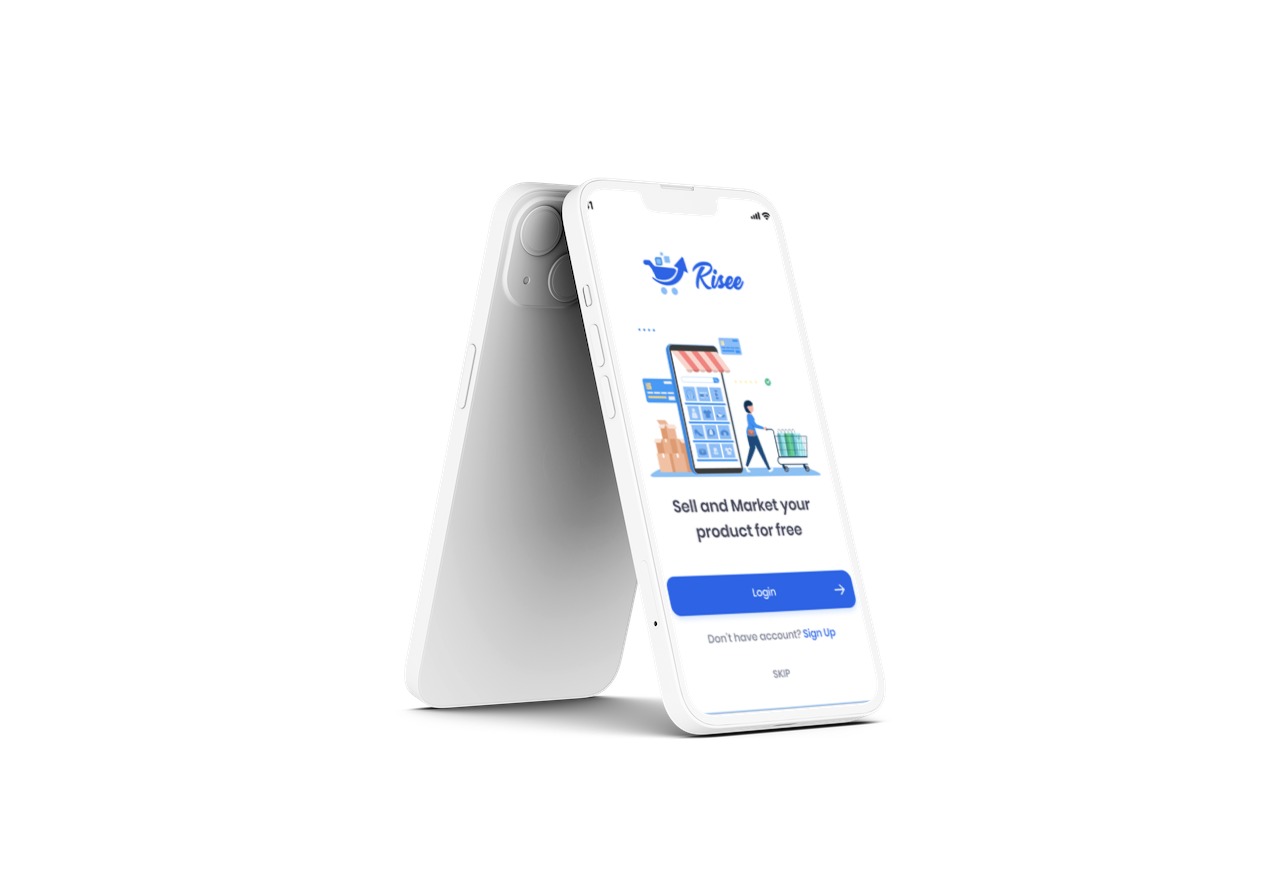 Risee
Sell and Market your
product for free
Login
Don't have account? Sign Up
SKIP